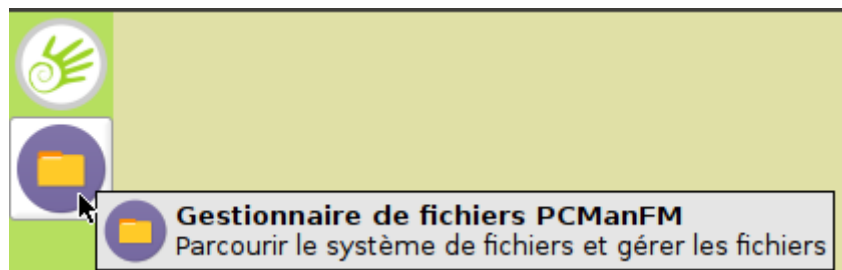 Gestionnaire de fichiers PCManFM
Parcourir le système de fichiers et gérer les fichiers